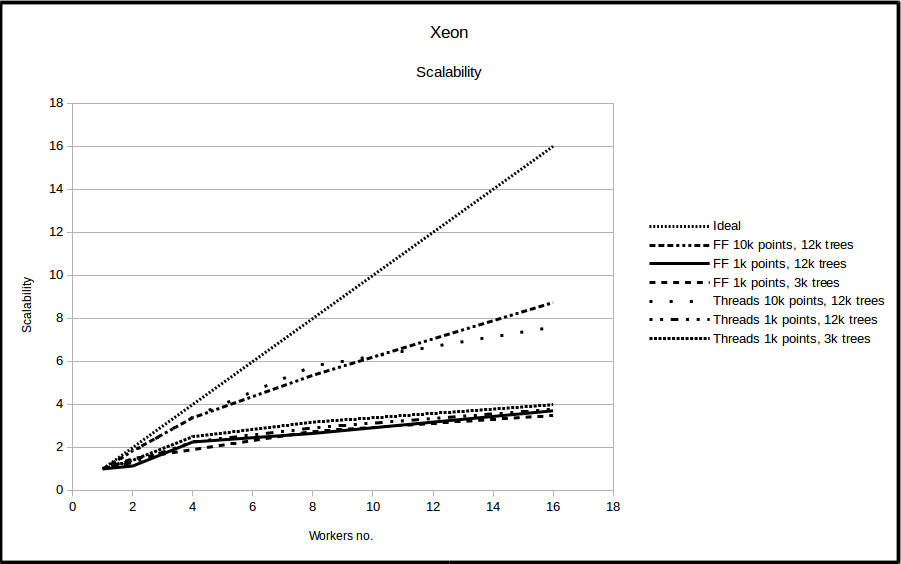 Xeon
Scalability
18
16
14
12
10
8
6
4
2
0
Scalability
0 2 4 6 8 10 12 14 16 18
Workers no.
Ideal
FF 10k points, 12k trees
FF 1k points, 12k trees
FF 1k points, 3k trees
Threads 10k points, 12k trees
Threads 1k points, 12k trees
Threads 1k points, 3k trees